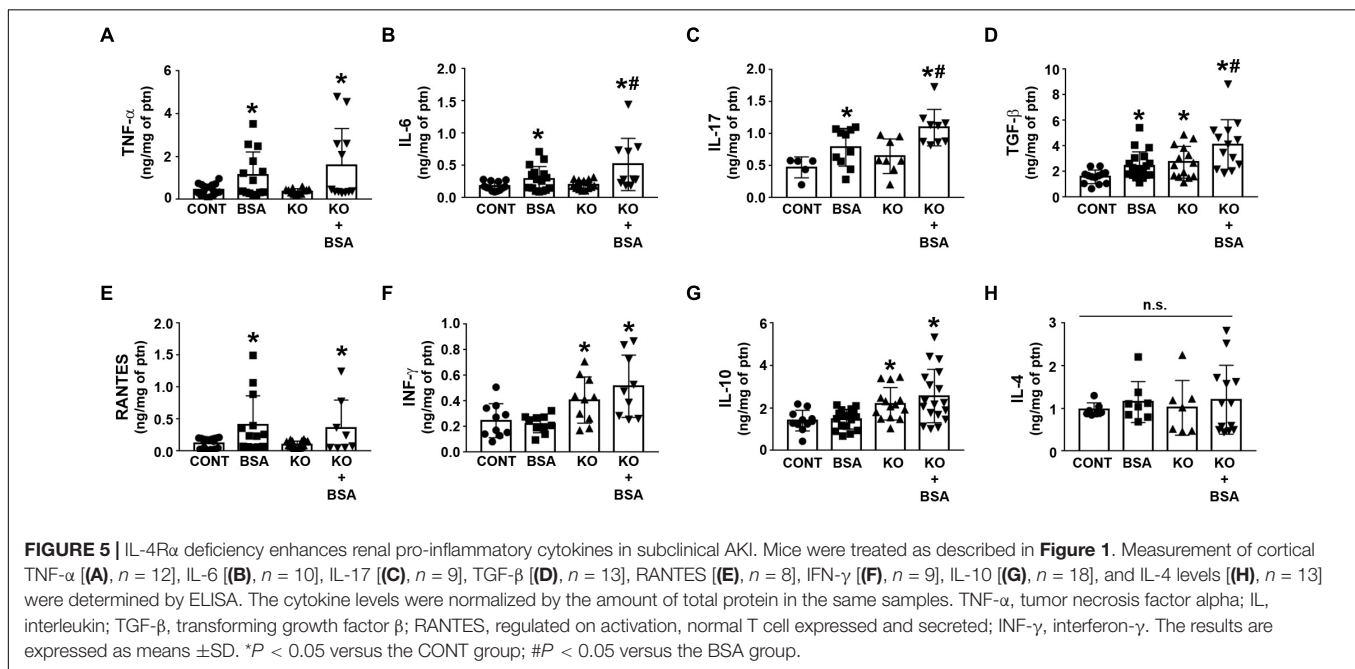 A
B
C
D
TNF-α
(ng/mg of ptn)
6
4
2
0
*
*
CONT BSA KO KO
+
BSA
IL-6
(ng/mg of ptn)
2.0
1.5
1.0
0.5
0.0
*
*#
CONT BSA KO KO
+
BSA
IL-17
(ng/mg of ptn)
2.0
1.5
1.0
0.5
0.0
*
*#
CONT BSA KO KO
+
BSA
TGF-β
(ng/mg of ptn)
10
8
6
4
2
0
*
*
*#
CONT BSA KO KO
+
BSA
E
F
G
H
RANTES
(ng/mg of ptn)
2.0
1.5
1.0
0.5
0.0
*
*
CONT BSA KO KO
+
BSA
INF-γ
(ng/mg of ptn)
1.0
0.8
0.6
0.4
0.2
0.0
*
*
CONT BSA KO KO
+
BSA
IL-10
(ng/mg of ptn)
6
4
2
0
*
*
CONT BSA KO KO
+
BSA
IL-4
(ng/mg of ptn)
3
2
1
0
n.s.
CONT BSA KO KO
+
BSA
FIGURE 5 | IL-4Rα deficiency enhances renal pro-inflammatory cytokines in subclinical AKI. Mice were treated as described in Figure 1. Measurement of cortical
TNF-α [(A), n = 12], IL-6 [(B), n = 10], IL-17 [(C), n = 9], TGF-β [(D), n = 13], RANTES [(E), n = 8], IFN-γ [(F), n = 9], IL-10 [(G), n = 18], and IL-4 levels [(H), n = 13]
were determined by ELISA. The cytokine levels were normalized by the amount of total protein in the same samples. TNF-α, tumor necrosis factor alpha; IL,
interleukin; TGF-β, transforming growth factor β; RANTES, regulated on activation, normal T cell expressed and secreted; INF-γ, interferon-γ. The results are
expressed as means ±SD. *P < 0.05 versus the CONT group; #P < 0.05 versus the BSA group.